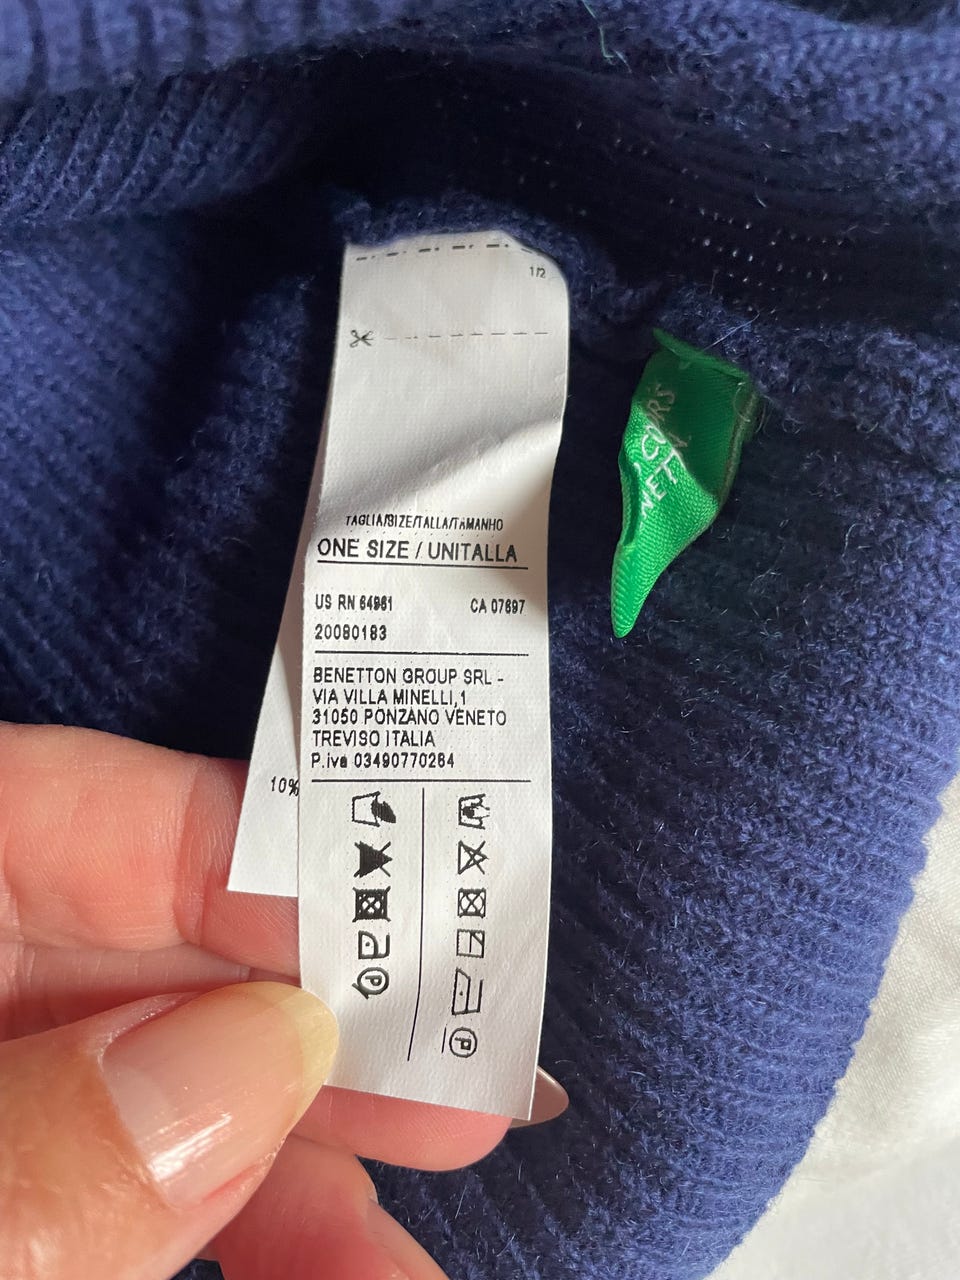 1/2
TAGLIA/SIZE/TALLA/TAMANHO
ONE SIZE / UNITALLA
US RN 64961 CA 07697
20080183
BENETTON GROUP SRL -
VIA VILLA MINELLI,1
31050 PONZANO VENETO
TREVISO ITALIA
P.iva 03490770264
10%
P
P